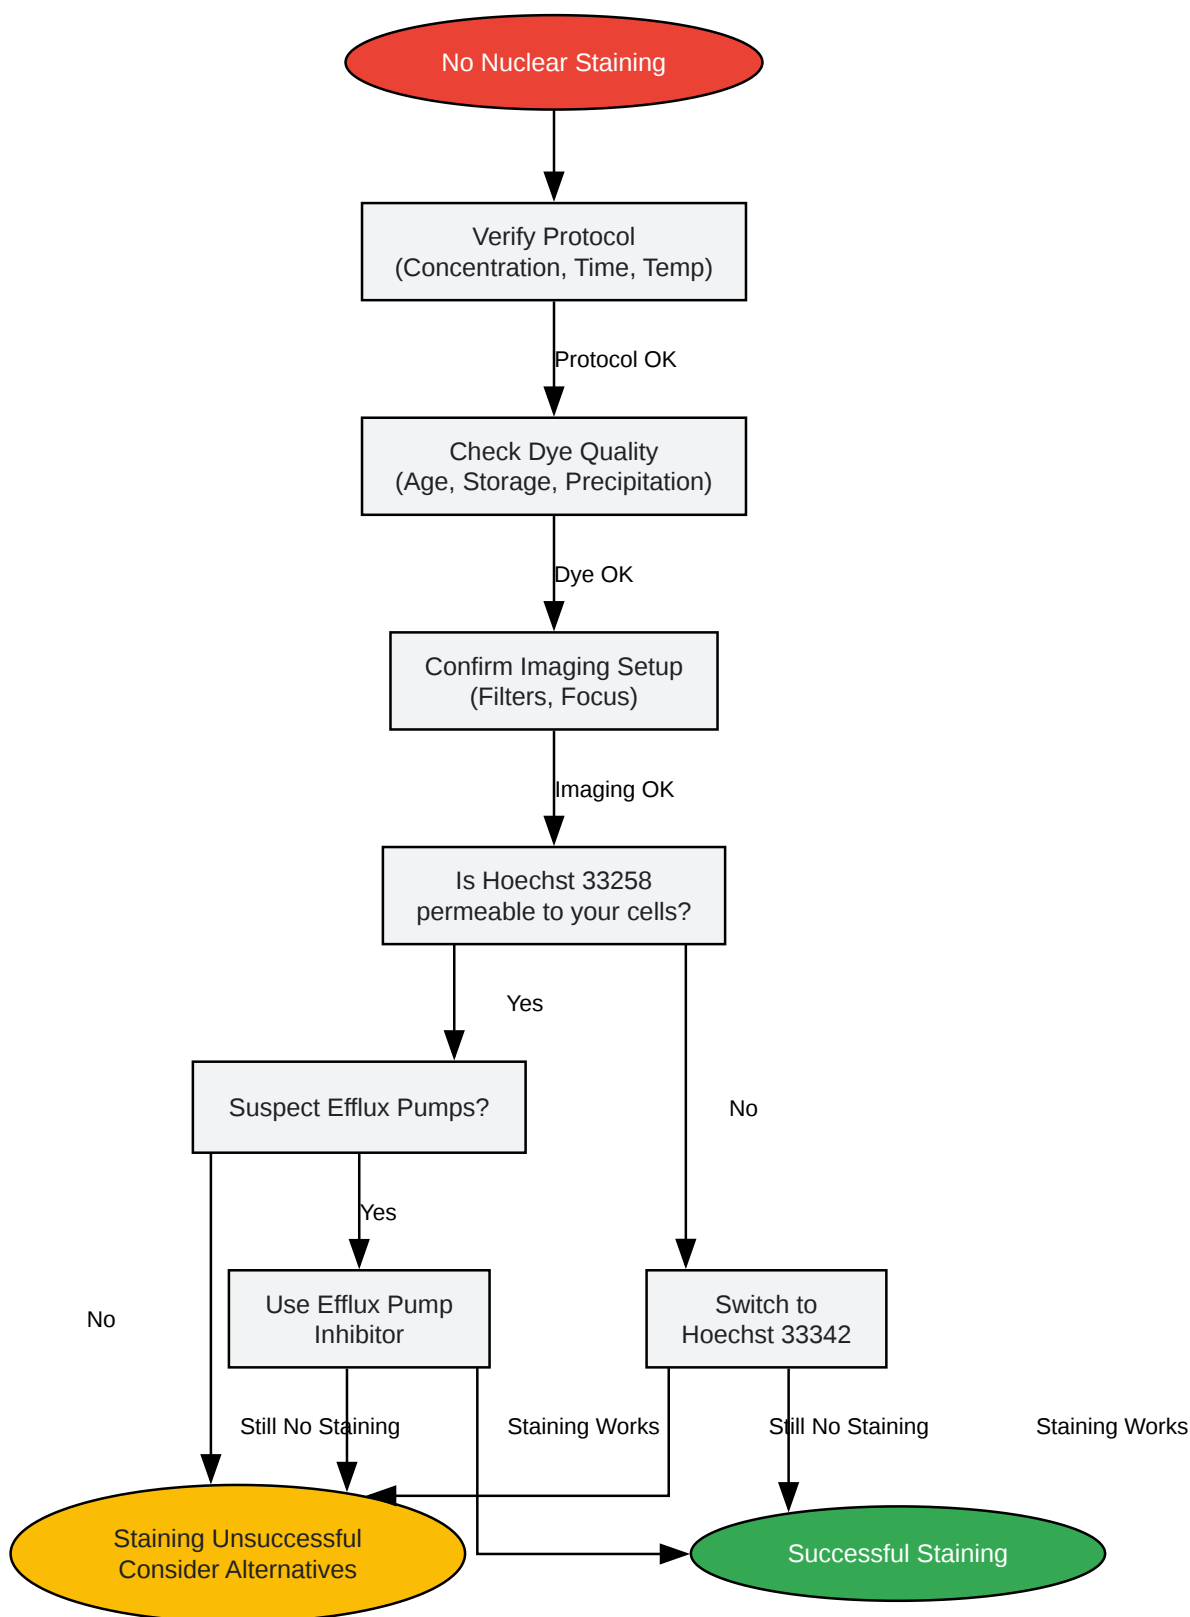 No Nuclear Staining
Verify Protocol
(Concentration, Time, Temp)
Protocol OK
Check Dye Quality
(Age, Storage, Precipitation)
Dye OK
Confirm Imaging Setup
(Filters, Focus)
Imaging OK
Is Hoechst 33258
permeable to your cells?
Yes
Suspect Efflux Pumps?
No
Yes
Use Efflux Pump
Inhibitor
Switch to
Hoechst 33342
No
Still No Staining
Staining Works
Still No Staining
Staining Works
Staining Unsuccessful
Consider Alternatives
Successful Staining